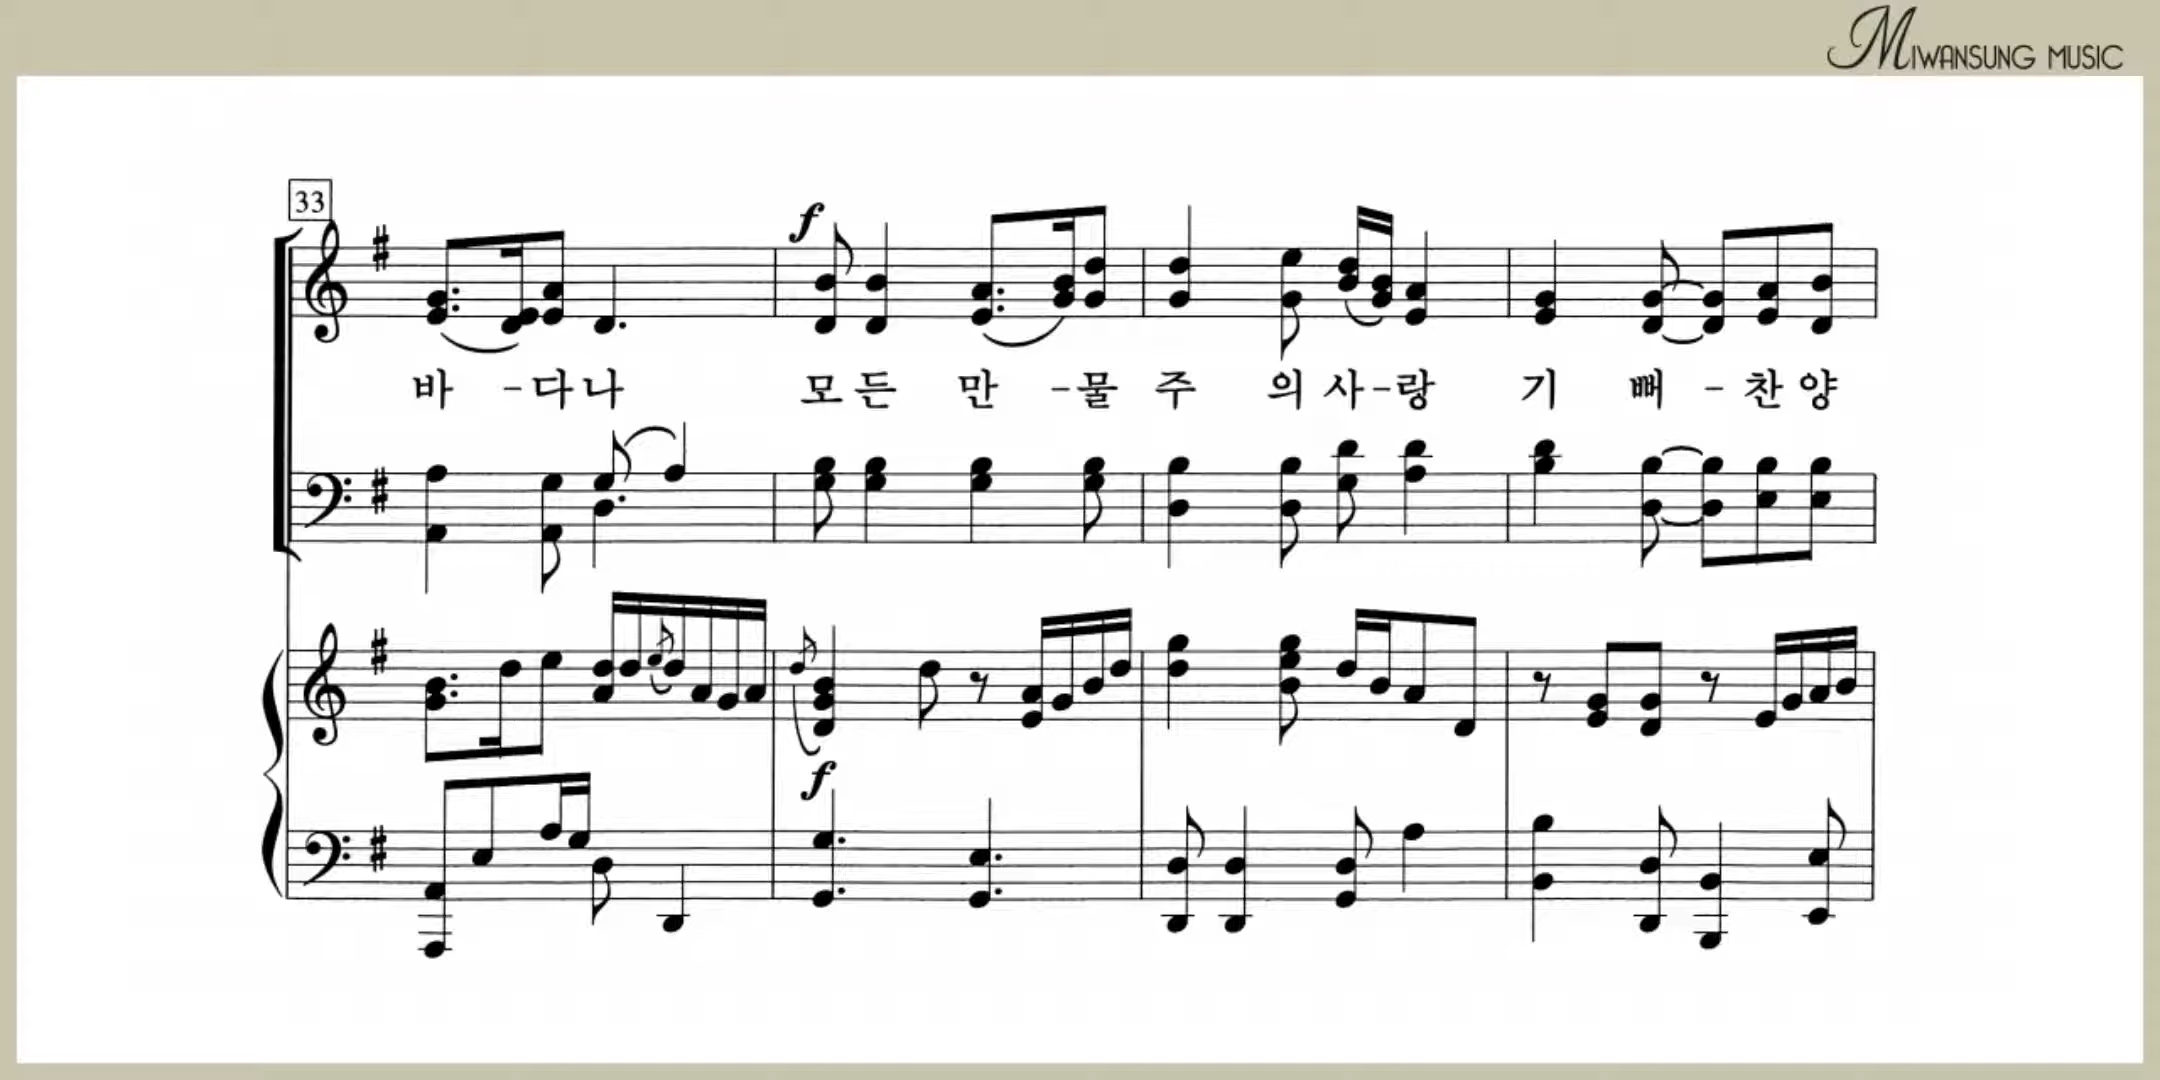 MIWANSUNG MUSIC
33
f
바 -다나 모든 만 -물 주 의 사-랑 기 뻐 - 찬 양
f